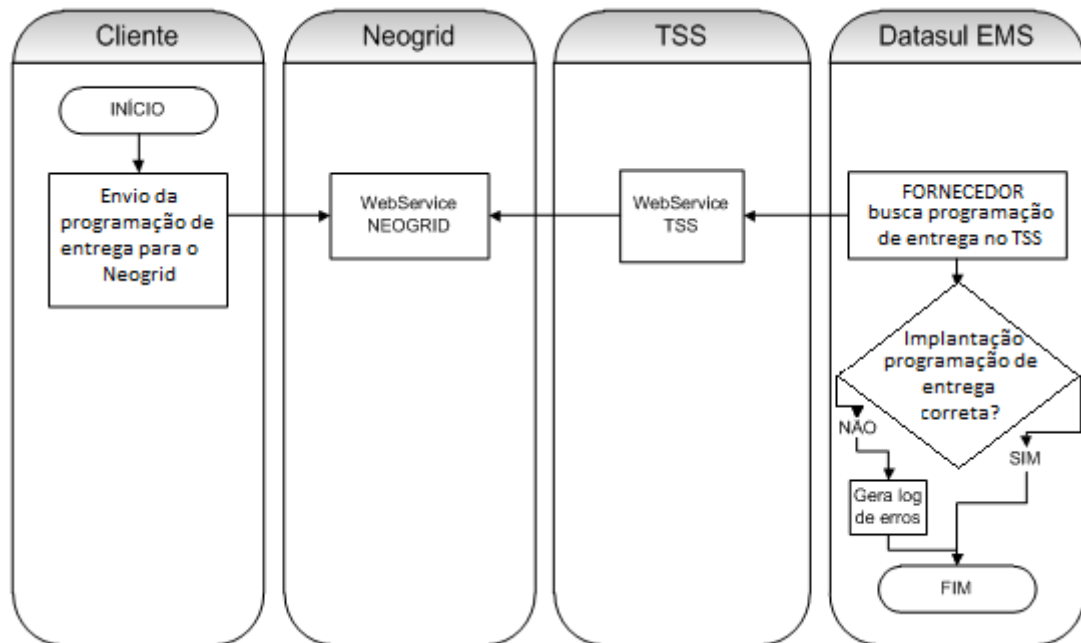 Cliente
Neogrid
TSS
Datasul EMS
INÍCIO
Envio da
programação de
entrega para o
Neogrid
WebService
NEOGRID
WebService
TSS
FORNECEDOR
busca programação
de entrega no TSS
Implantação
programação de
entrega
correta?
NÃO
SIM
Gera log
de erros
FIM